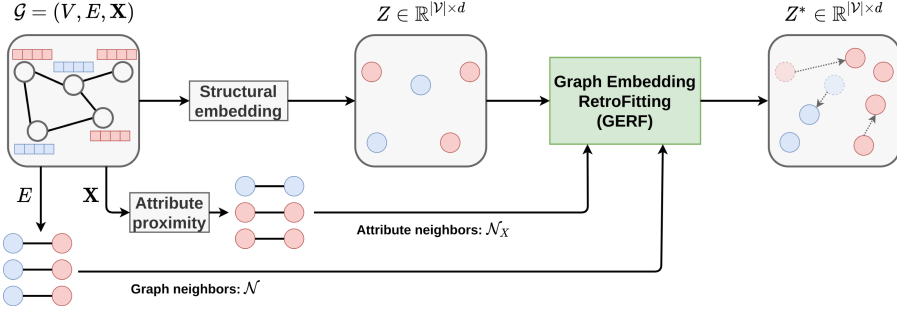 𝒢 = (V, E, 𝐗)
Z ∈ ℝ^{|𝒱|×d}
Z* ∈ ℝ^{|𝒱|×d}
Structural
embedding
Graph Embedding
RetroFitting
(GERF)
E
𝐗
Attribute
proximity
Attribute neighbors: 𝒩_X
Graph neighbors: 𝒩